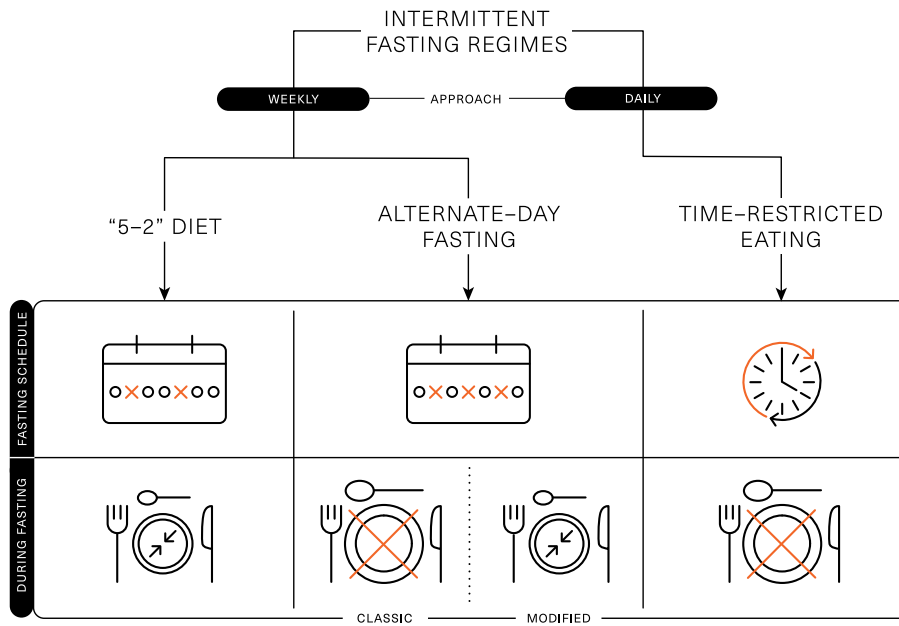 INTERMITTENT
FASTING REGIMES
WEEKLY
APPROACH
DAILY
“5–2” DIET
ALTERNATE–DAY
FASTING
TIME–RESTRICTED
EATING
FASTING SCHEDULE
DURING FASTING
CLASSIC
MODIFIED